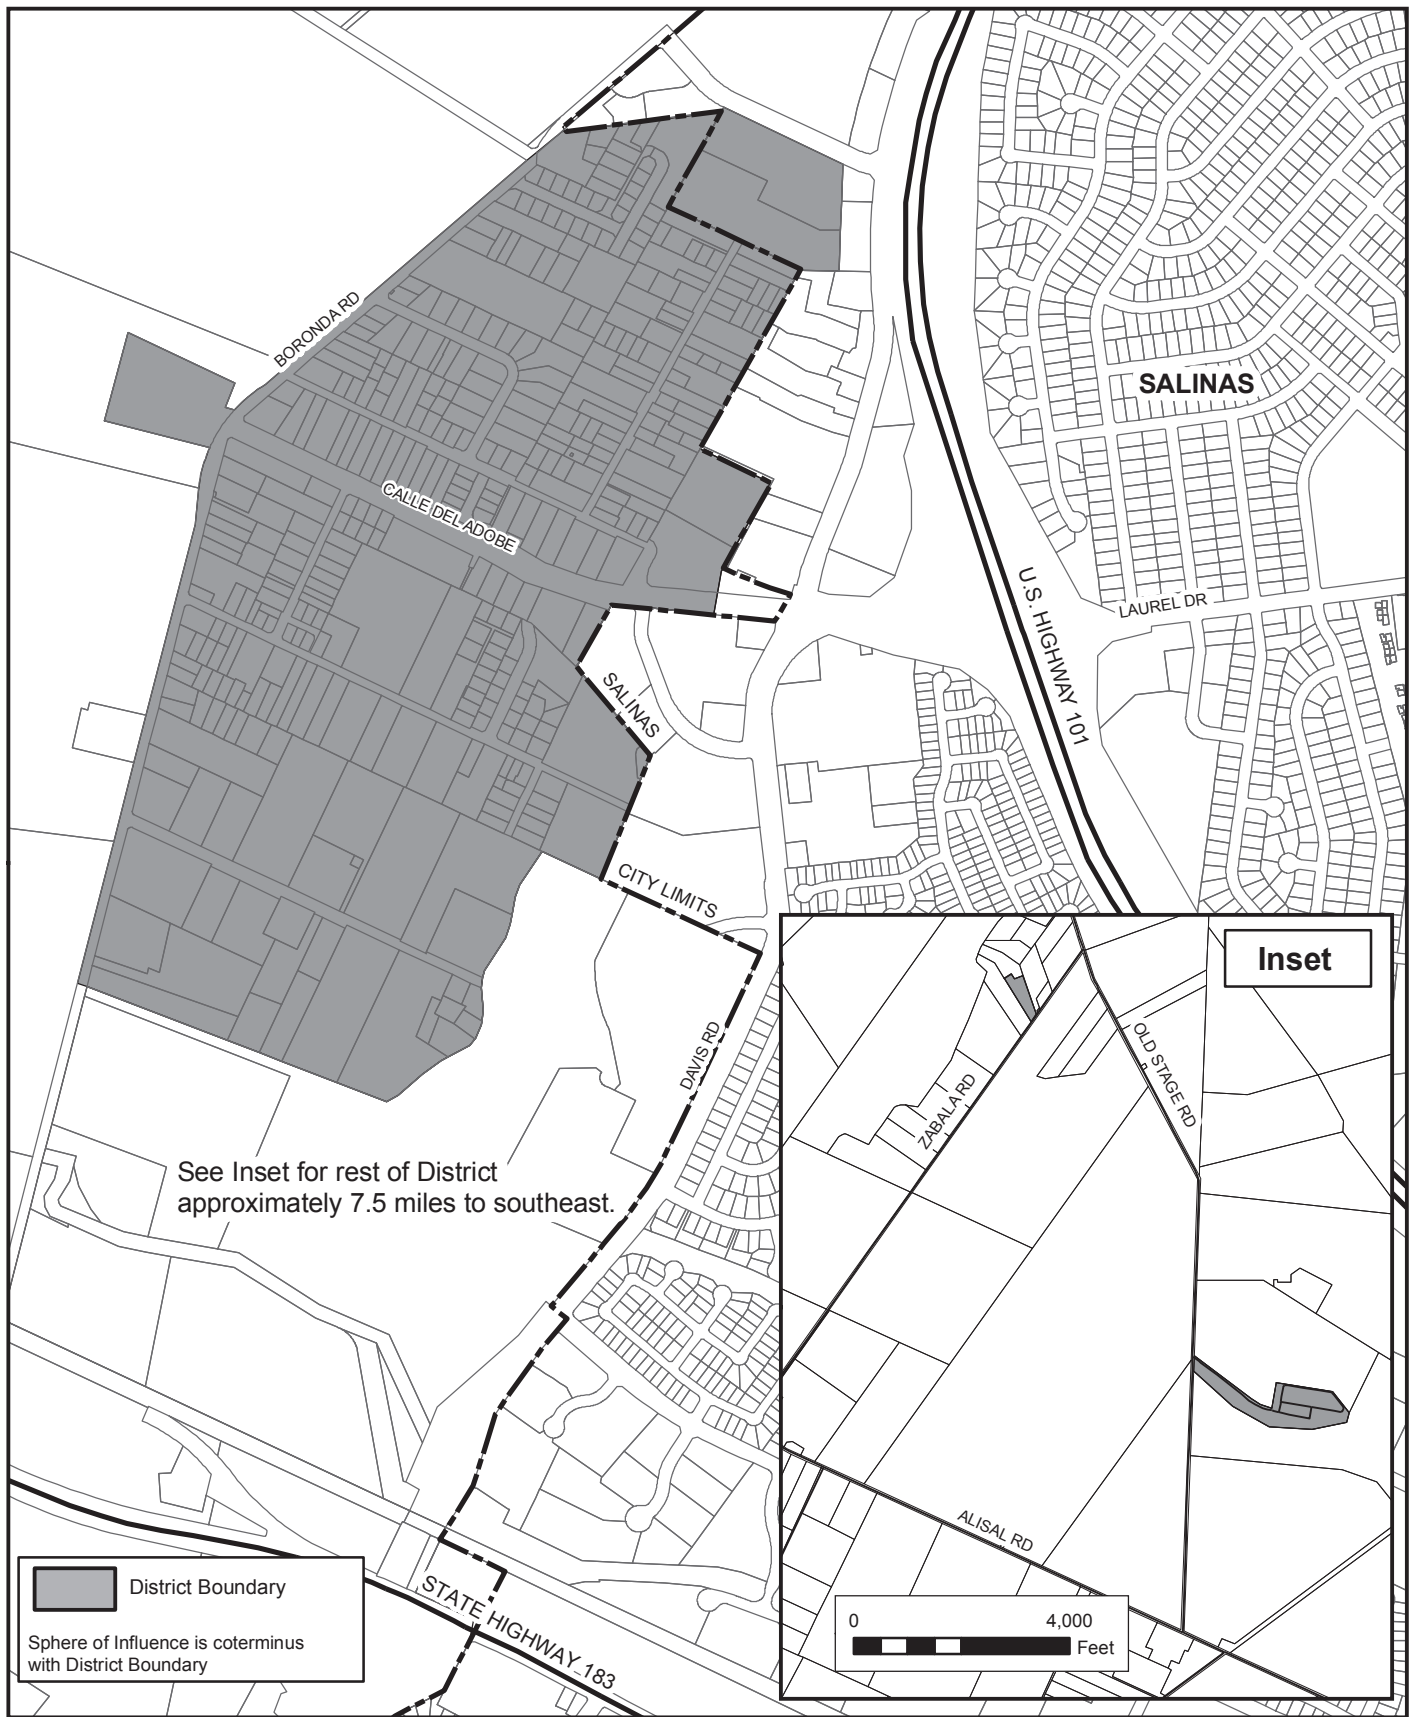 BORONDA RD
SALINAS
CALLE DEL ADOBE
U.S. HIGHWAY 101
LAUREL DR
SALINAS
CITY LIMITS
DAVIS RD
See Inset for rest of District
approximately 7.5 miles to southeast.
Inset
OLD STAGE RD
ZABALA RD
ALISAL RD
0 4,000
Feet
STATE HIGHWAY 183
District Boundary
Sphere of Influence is coterminus
with District Boundary